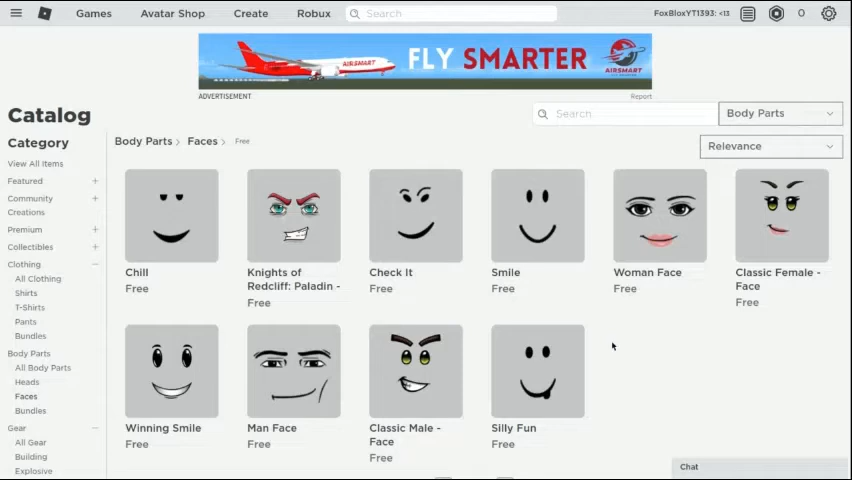 Games Avatar Shop Create Robux Search FoxBloxYT1393: <13 0
FLY SMARTER
AIRSMART
AIRSMART
ADVERTISEMENT Report
Catalog
Search
Body Parts
Category
Body Parts Faces Free
Relevance
View All Items
Featured +
Community +
Creations
Premium +
Collectibles +
Clothing —
All Clothing
Shirts
T-Shirts
Pants
Bundles
Body Parts
All Body Parts
Heads
Faces
Bundles
Gear —
All Gear
Building
Explosive
Chill
Free
Knights of
Redcliff: Paladin -
Free
Check It
Free
Smile
Free
Woman Face
Free
Classic Female -
Face
Free
Winning Smile
Free
Man Face
Free
Classic Male -
Face
Free
Silly Fun
Free
Chat